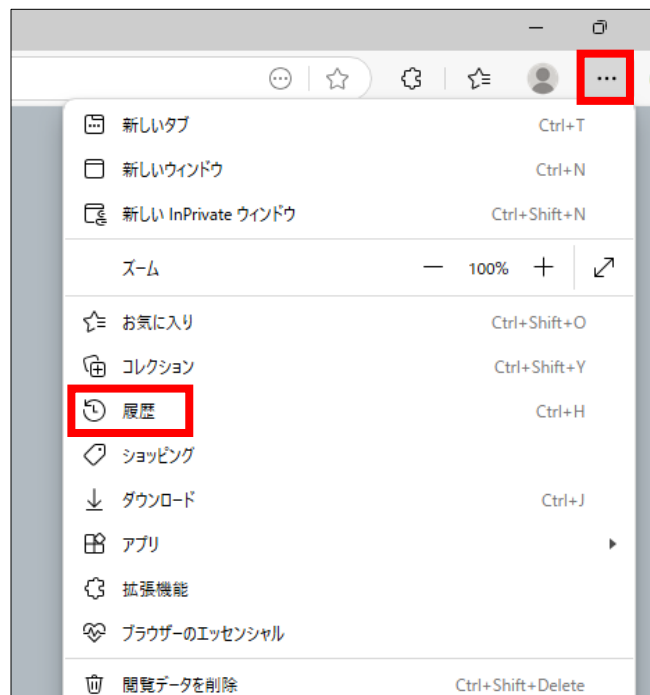 新しいタブ Ctrl+T
新しいウィンドウ Ctrl+N
新しい InPrivate ウィンドウ Ctrl+Shift+N
ズーム 100%
お気に入り Ctrl+Shift+O
コレクション Ctrl+Shift+Y
履歴 Ctrl+H
ショッピング
ダウンロード Ctrl+J
アプリ
拡張機能
ブラウザーのエッセンシャル
閲覧データを削除 Ctrl+Shift+Delete